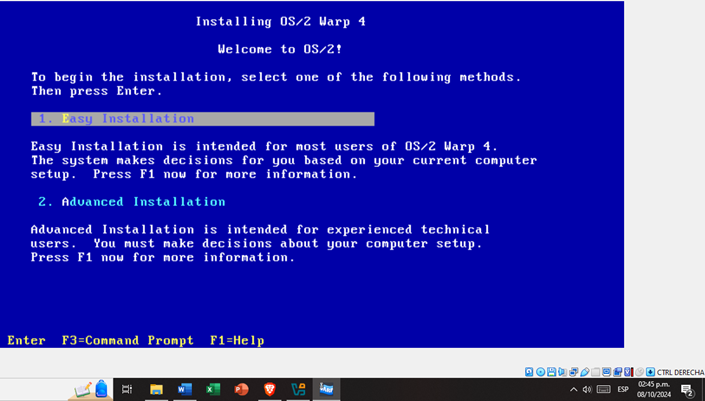 Installing OS/2 Warp 4
Welcome to OS/2!
To begin the installation, select one of the following methods.
Then press Enter.
1. Easy Installation
Easy Installation is intended for most users of OS/2 Warp 4.
The system makes decisions for you based on your current computer
setup. Press F1 now for more information.
2. Advanced Installation
Advanced Installation is intended for experienced technical
users. You must make decisions about your computer setup.
Press F1 now for more information.
Enter F3=Command Prompt F1=Help
CTRL DERECHA
ESP
02:45 p.m.
08/10/2024
2